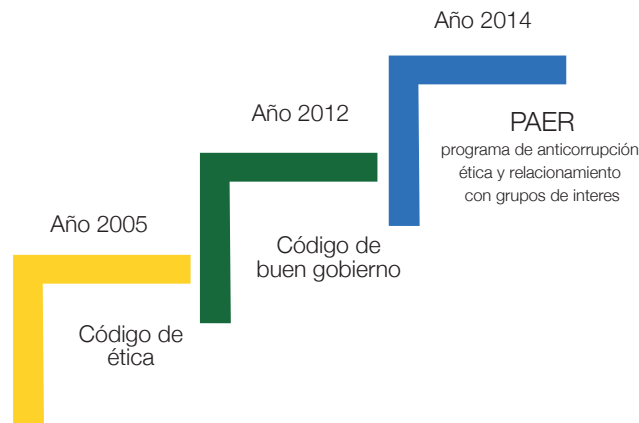 Año 2005
Código de
ética
Año 2012
Código de
buen gobierno
Año 2014
PAER
programa de anticorrupción
ética y relacionamiento
con grupos de interes